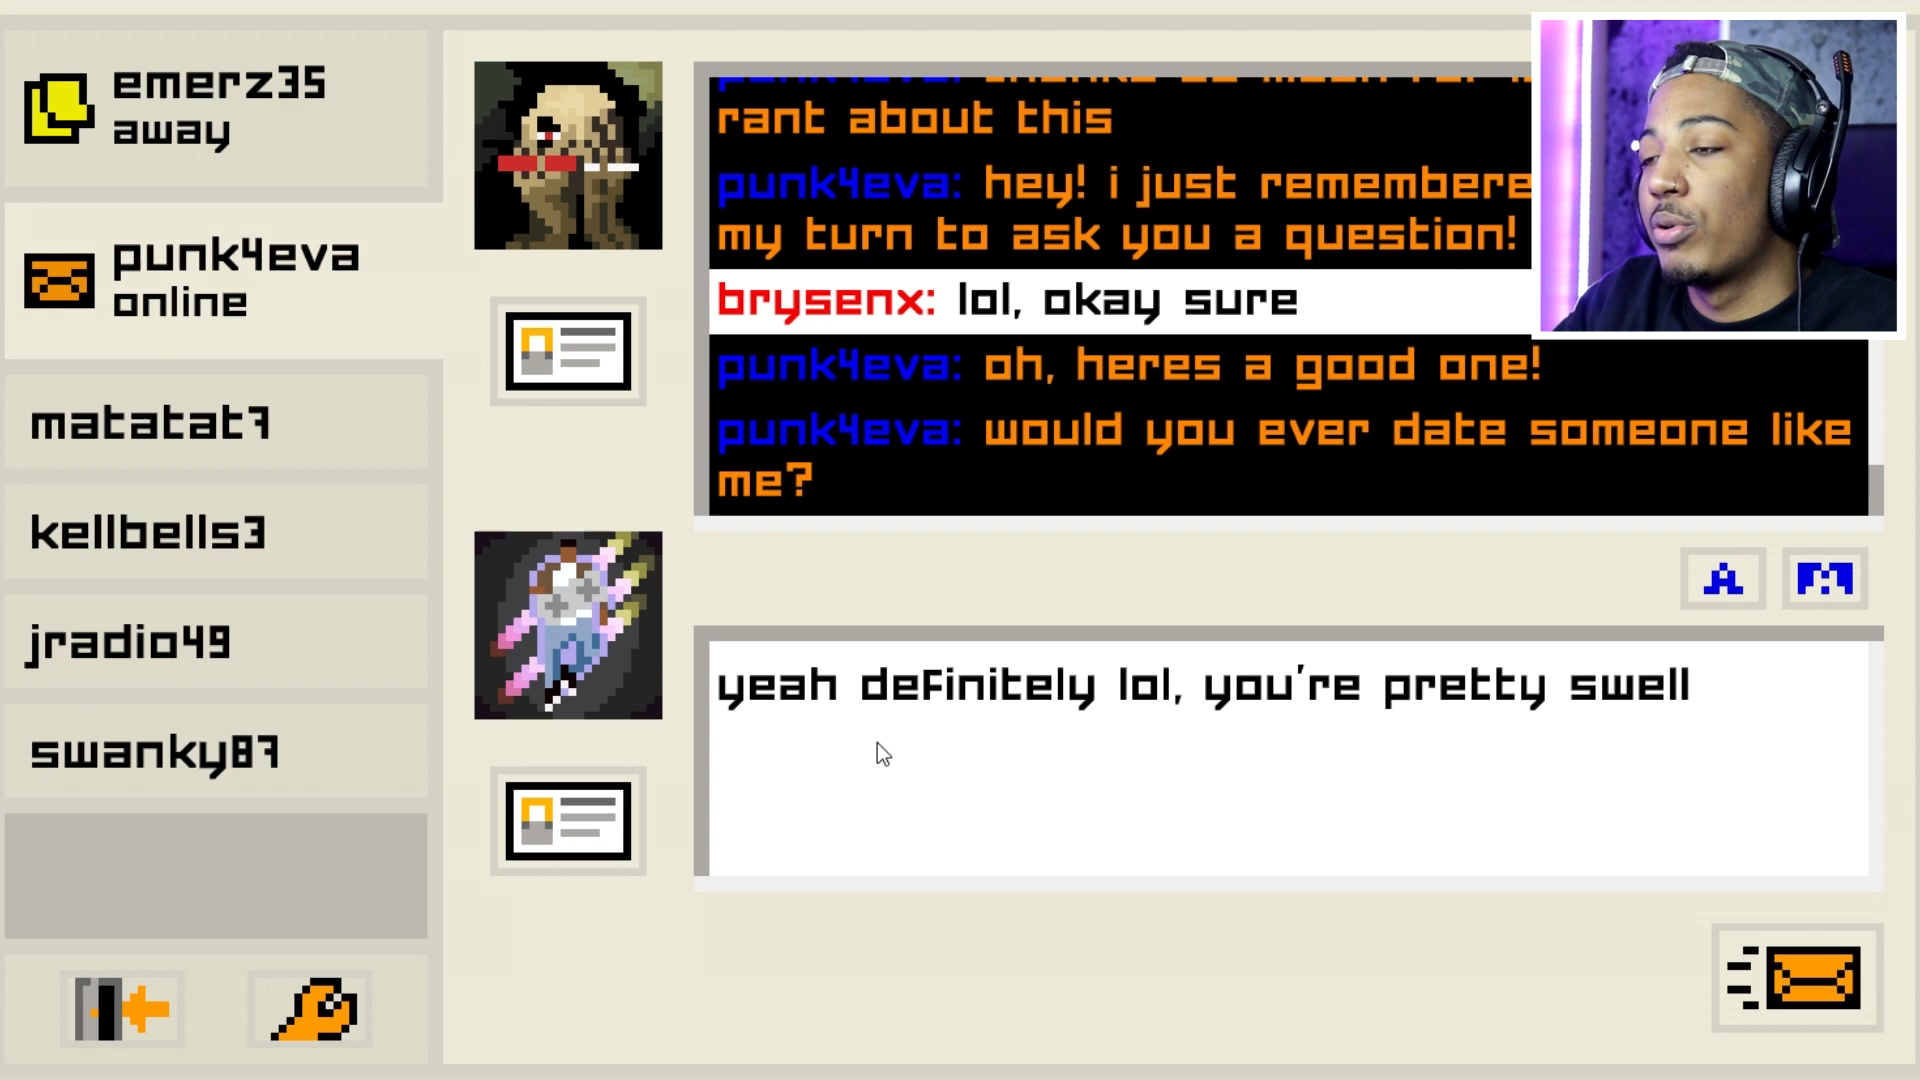 emerz35
away
punk4eva
online
matatat7
kellbells3
jradio49
swanky87
rant about this
punk4eva: hey! i just remembere
my turn to ask you a question!
brysenx: lol, okay sure
punk4eva: oh, heres a good one!
punk4eva: would you ever date someone like
me?
A
yeah definitely lol, you're pretty swell